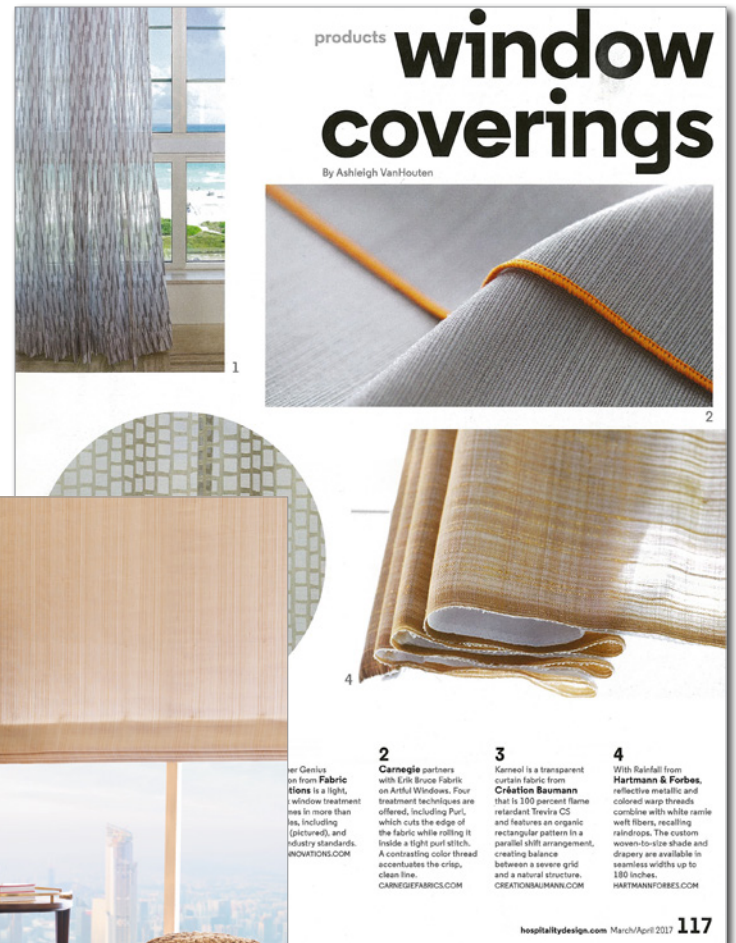 products window
coverings
By Ashleigh VanHouten
1
2
4
er Genius
on from Fabric
tions is a light,
window treatment
mes in more than
es, including
(pictured), and
ndustry standards.
NNOVATIONS.COM
2
Carnegie partners
with Erik Bruce Fabrik
on Artful Windows. Four
treatment techniques are
offered, including Purl,
which cuts the edge of
the fabric while rolling it
inside a tight purl stitch.
A contrasting color thread
accentuates the crisp,
clean line.
CARNEGIEFABRICS.COM
3
Karneol is a transparent
curtain fabric from
Création Baumann
that is 100 percent flame
retardant Trevira CS
and features an organic
rectangular pattern in a
parallel shift arrangement,
creating balance
between a severe grid
and a natural structure.
CREATIONBAUMANN.COM
4
With Rainfall from
Hartmann & Forbes,
reflective metallic and
colored warp threads
combine with white ramie
weft fibers, recalling
raindrops. The custom
woven-to-size shade and
drapery are available in
seamless widths up to
180 inches.
HARTMANNFORBES.COM
hospitalitydesign.com March/April 2017 117